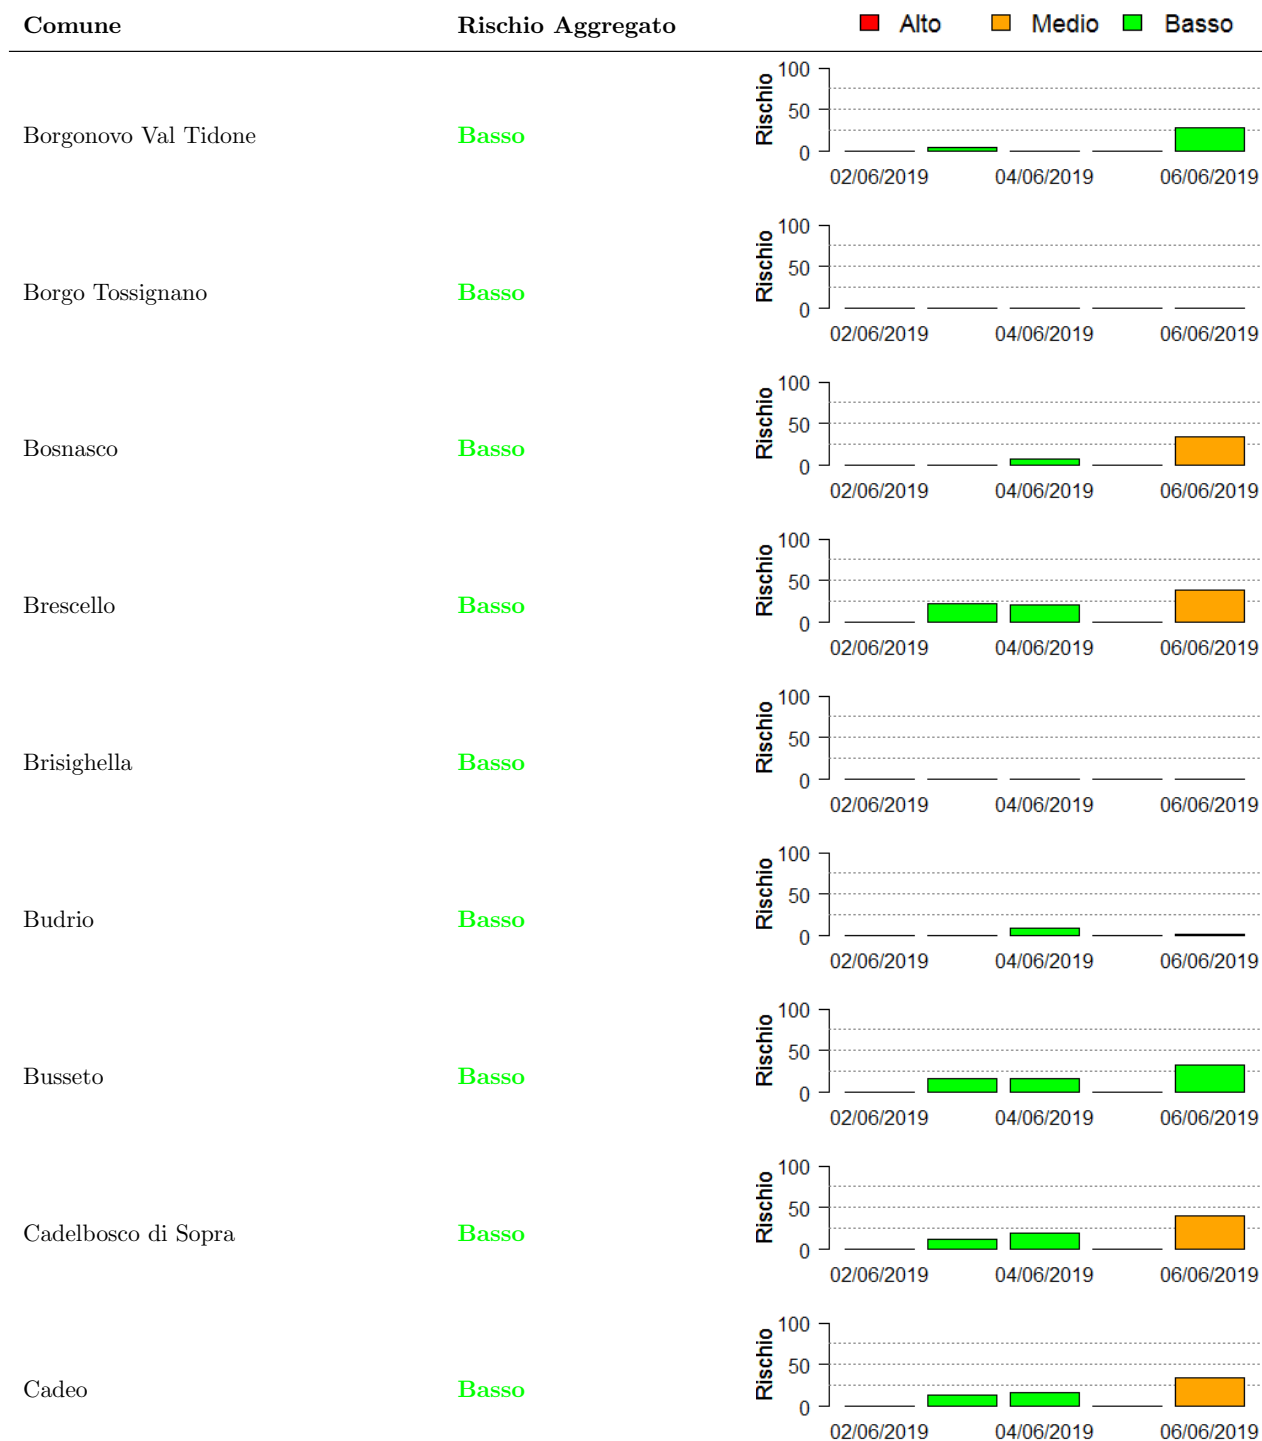 Comune Rischio Aggregato Alto Medio Basso
100
50
0
Rischio
Borgonovo Val Tidone Basso
02/06/2019 04/06/2019 06/06/2019
100
50
0
Rischio
Borgo Tossignano Basso
02/06/2019 04/06/2019 06/06/2019
100
50
0
Rischio
Bosnasco Basso
02/06/2019 04/06/2019 06/06/2019
100
50
0
Rischio
Brescello Basso
02/06/2019 04/06/2019 06/06/2019
100
50
0
Rischio
Brisighella Basso
02/06/2019 04/06/2019 06/06/2019
100
50
0
Rischio
Budrio Basso
02/06/2019 04/06/2019 06/06/2019
100
50
0
Rischio
Busseto Basso
02/06/2019 04/06/2019 06/06/2019
100
50
0
Rischio
Cadelbosco di Sopra Basso
02/06/2019 04/06/2019 06/06/2019
100
50
0
Rischio
Cadeo Basso
02/06/2019 04/06/2019 06/06/2019